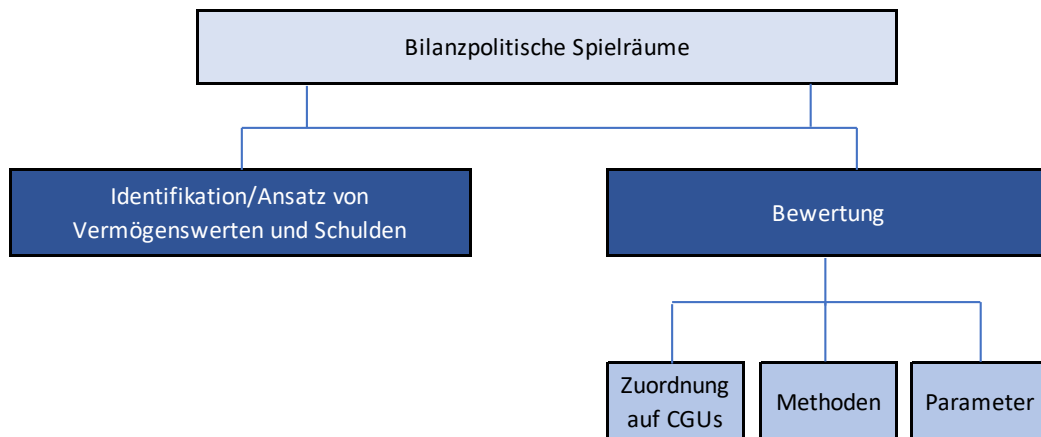 Bilanzpolitische Spielräume
Identifikation/Ansatz von
Vermögenswerten und Schulden
Bewertung
Zuordnung
auf CGUs
Methoden
Parameter